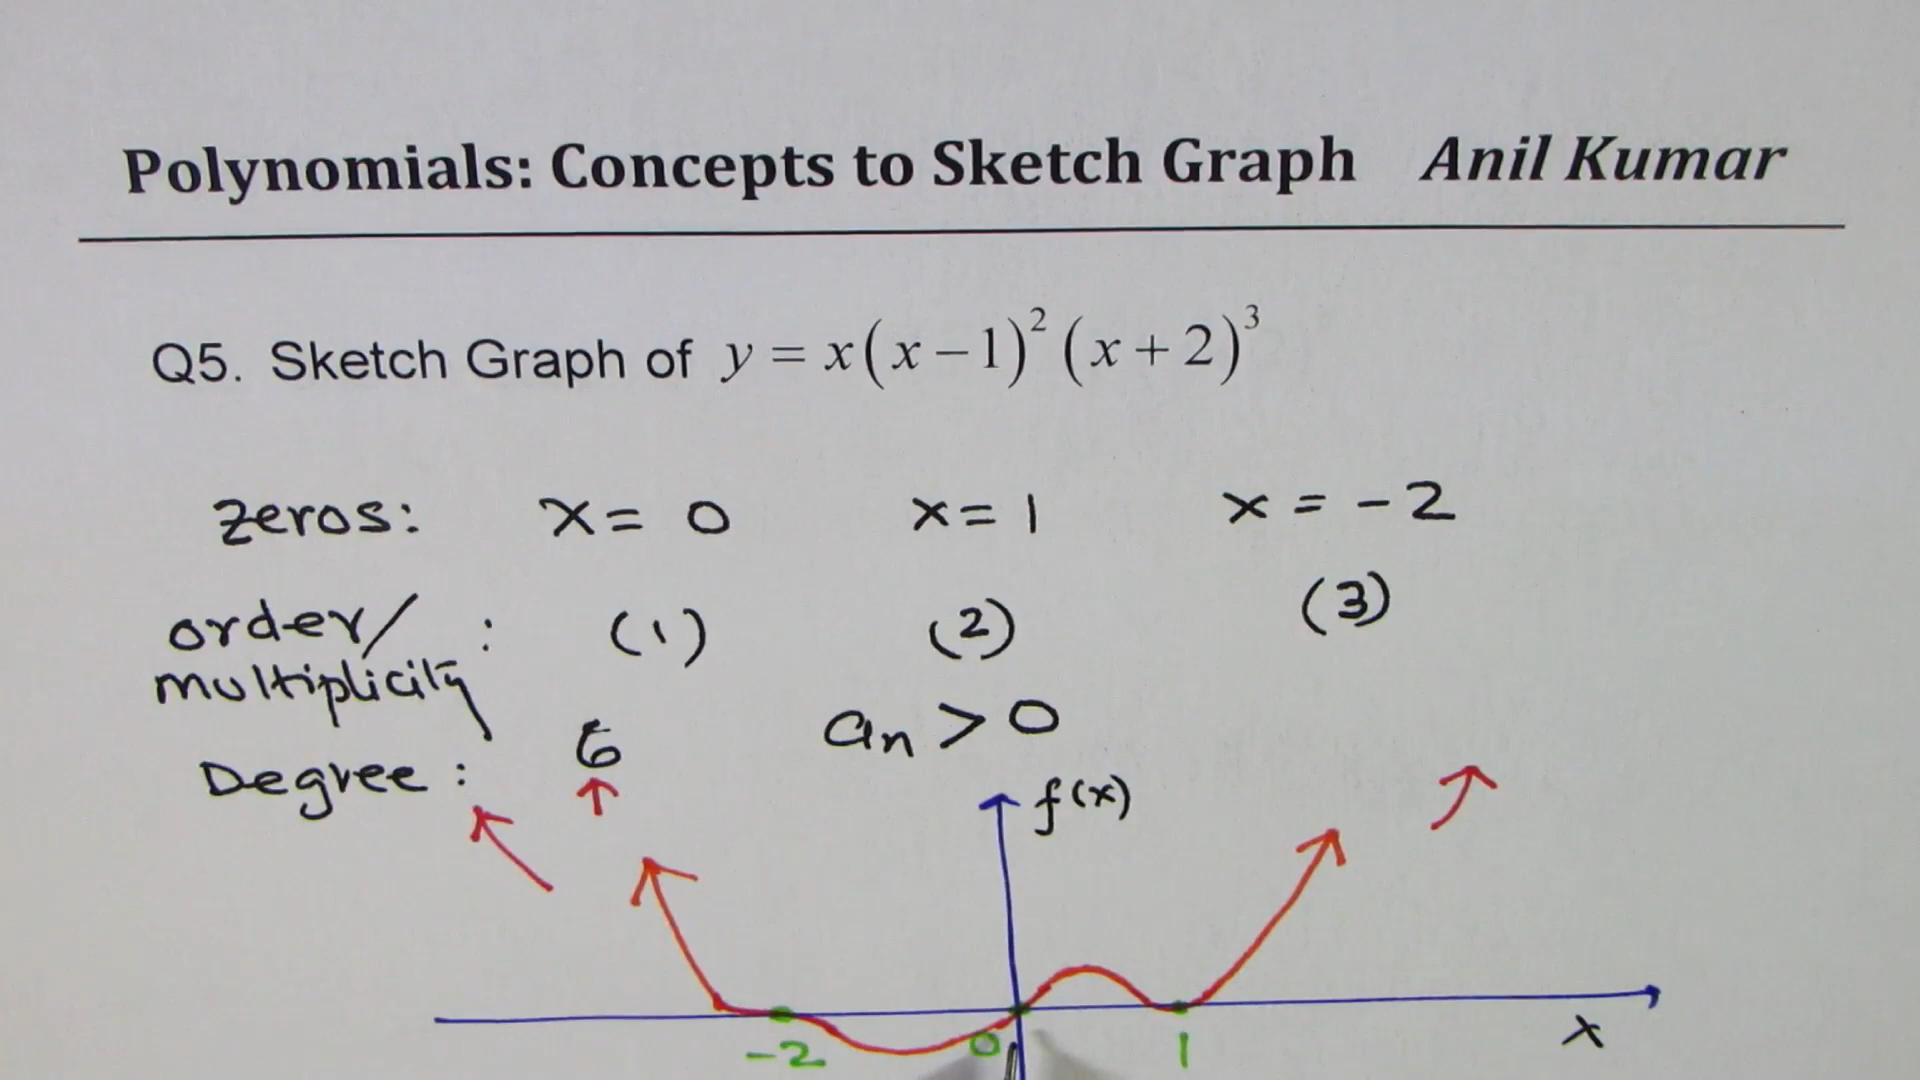 Polynomials: Concepts to Sketch Graph Anil Kumar
Q5. Sketch Graph of y = x(x − 1)² (x + 2)³
zeros: x = 0 x = 1 x = -2
order/ : (1) (2) (3)
multiplicity
Degree : 6 aₙ > 0
f(x)
-2 0 1 x